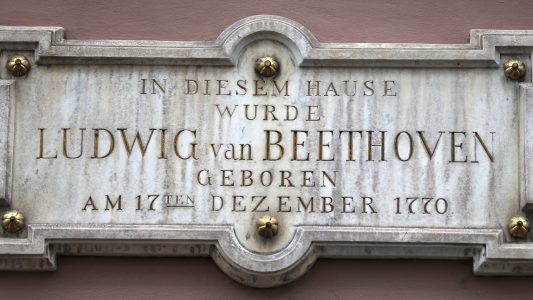 IN DIESEM HAUSE
WURDE
LUDWIG van BEETHOVEN
GEBOREN
AM 17TEN DEZEMBER 1770